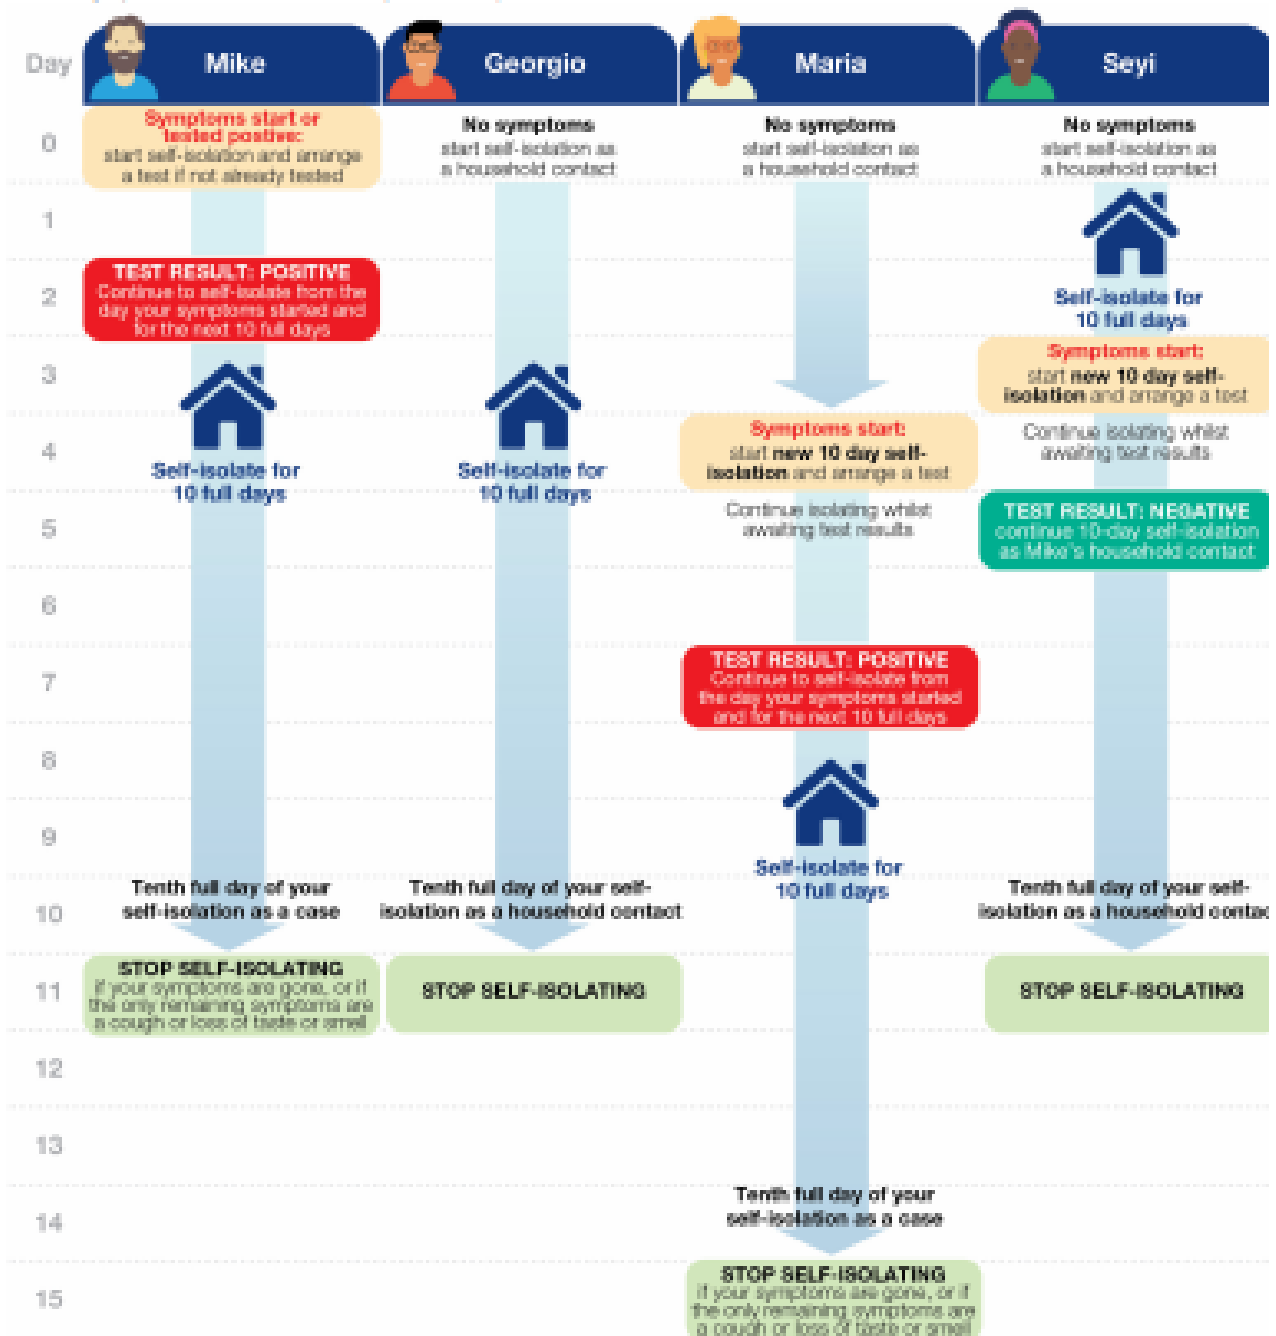 Day
Mike
Georgio
Maria
Seyi
0
Symptoms start or
tested postive:
start self-isolation and arrange
a test if not already tested
No symptoms
start self-isolation as
a household contact
No symptoms
start self-isolation as
a household contact
No symptoms
start self-isolation as
a household contact
1
2
TEST RESULT: POSITIVE
Continue to self-isolate from the
day your symptoms started and
for the next 10 full days
Self-isolate for
10 full days
3
Symptoms start:
start new 10 day self-
isolation and arrange a test
4
Self-isolate for
10 full days
Self-isolate for
10 full days
Symptoms start:
start new 10 day self-
isolation and arrange a test
Continue isolating whilst
awaiting test results
5
Continue isolating whilst
awaiting test results
TEST RESULT: NEGATIVE
continue 10-day self-isolation
as Mike's household contact
6
7
TEST RESULT: POSITIVE
Continue to self-isolate from
the day your symptoms started
and for the next 10 full days
8
9
Self-isolate for
10 full days
10
Tenth full day of your
self-isolation as a case
Tenth full day of your self-
isolation as a household contact
Tenth full day of your self-
isolation as a household contac
11
STOP SELF-ISOLATING
if your symptoms are gone, or if
the only remaining symptoms are
a cough or loss of taste or smell
STOP SELF-ISOLATING
STOP SELF-ISOLATING
12
13
14
Tenth full day of your
self-isolation as a case
15
STOP SELF-ISOLATING
if your symptoms are gone, or if
the only remaining symptoms are
a cough or loss of taste or smell